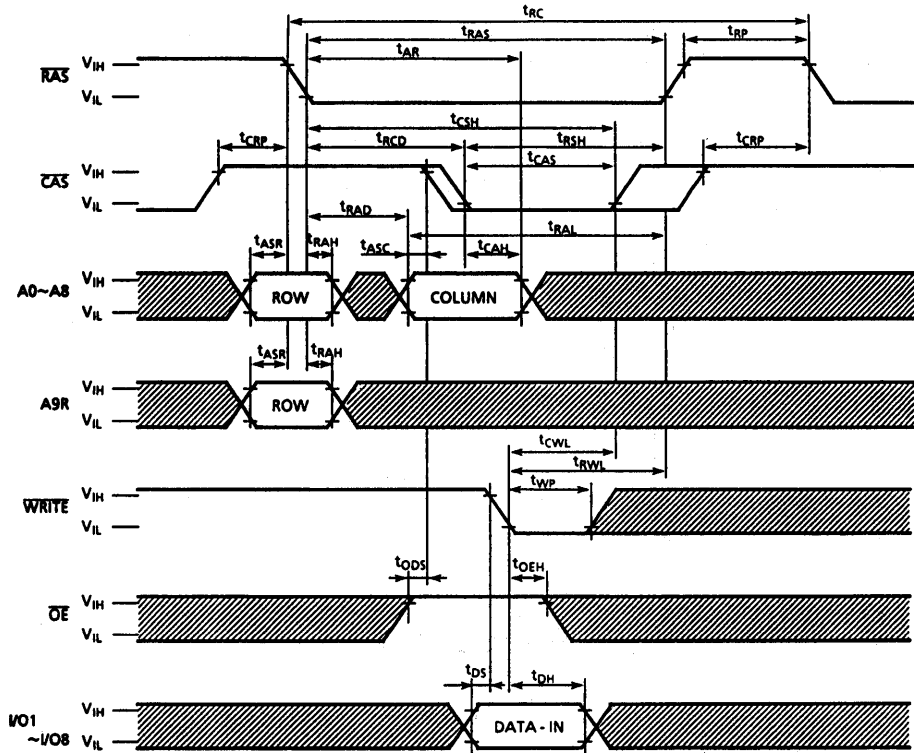 tRC
tRAS
tRP
tAR
RAS
VIH
VIL
tCSH
tCRP
tRCD
tRSH
tCRP
CAS
VIH
VIL
tCAS
tRAD
tRAL
tASR
tRAH
tASC
tCAH
A0~A8
VIH
VIL
ROW
COLUMN
tASR
tRAH
A9R
VIH
VIL
ROW
tCWL
tRWL
WRITE
VIH
VIL
tWP
tODS
tOEH
OE
VIH
VIL
tDS
tDH
I/O1
~I/O8
VIH
VIL
DATA-IN